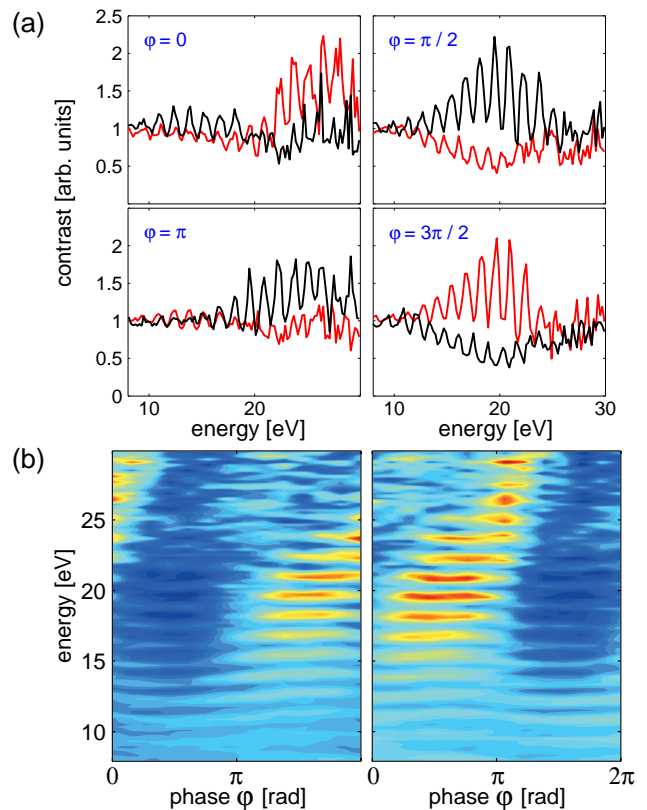 (a)
2.5
2
1.5
1
0.5
φ = 0
φ = π / 2
contrast [arb. units]
2
1.5
1
0.5
0
φ = π
φ = 3π / 2
10 20
10 20 30
energy [eV] energy [eV]
(b)
25
20
15
10
energy [eV]
0 π
0 π 2π
phase φ [rad] phase φ [rad]